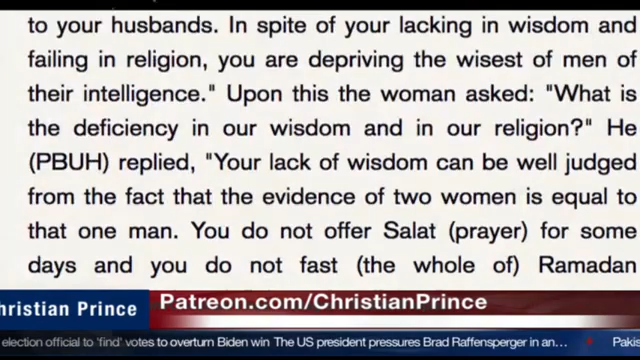 to your husbands. In spite of your lacking in wisdom and
failing in religion, you are depriving the wisest of men of
their intelligence." Upon this the woman asked: "What is
the deficiency in our wisdom and in our religion?" He
(PBUH) replied, "Your lack of wisdom can be well judged
from the fact that the evidence of two women is equal to
that one man. You do not offer Salat (prayer) for some
days and you do not fast (the whole of) Ramadan
hristian Prince
Patreon.com/ChristianPrince
election official to 'find' votes to overturn Biden win The US president pressures Brad Raffensperger in an…
Pakis